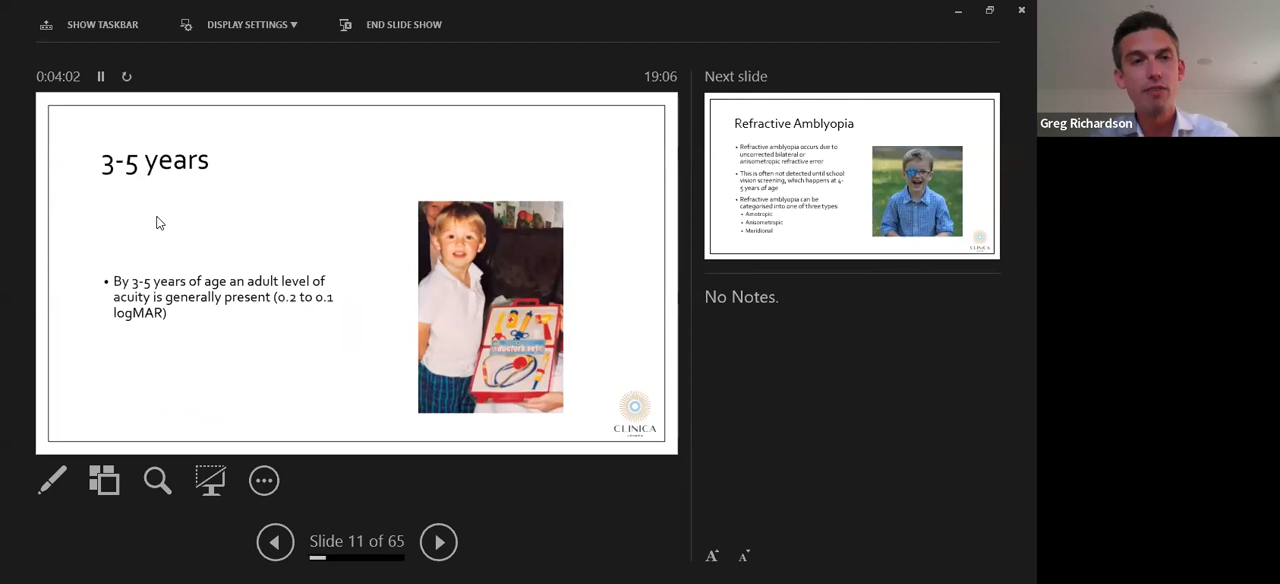 SHOW TASKBAR
DISPLAY SETTINGS ▼
END SLIDE SHOW
0:04:02
19:06
Next slide
Greg Richardson
3-5 years
• By 3-5 years of age an adult level of
acuity is generally present (0.2 to 0.1
logMAR)
doctor's set
CLINICA
Refractive Amblyopia
• Refractive amblyopia occurs due to
uncorrected bilateral or
anisometropic refractive error
• This is often not detected until school
vision screening, which happens at 4-
5 years of age
• Refractive amblyopia can be
categorised into one of three types:
• Ametropic
• Anisometropic
• Meridional
CLINICA
No Notes.
Slide 11 of 65
A
A